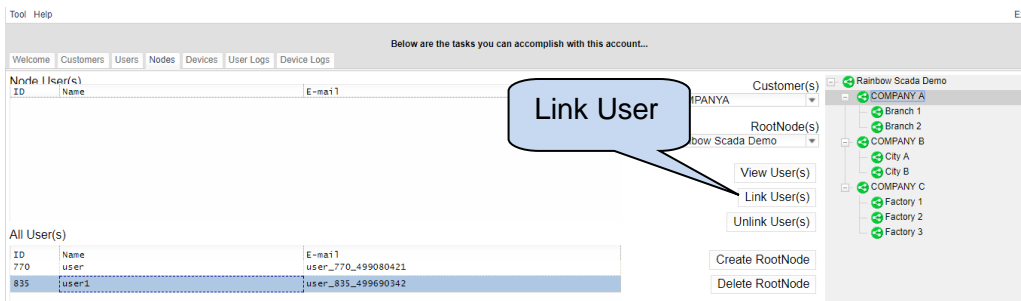 Tool Help
Below are the tasks you can accomplish with this account...
Welcome Customers Users Nodes Devices User Logs Device Logs
Node User(s)
ID Name E-mail
Link User
Customer(s)
MPANYA
RootNode(s)
bow Scada Demo
View User(s)
Link User(s)
Unlink User(s)
Create RootNode
Delete RootNode
All User(s)
ID Name E-mail
770 user user_770_499080421
835 user1 user_835_499690342
Rainbow Scada Demo
COMPANY A
Branch 1
Branch 2
COMPANY B
City A
City B
COMPANY C
Factory 1
Factory 2
Factory 3